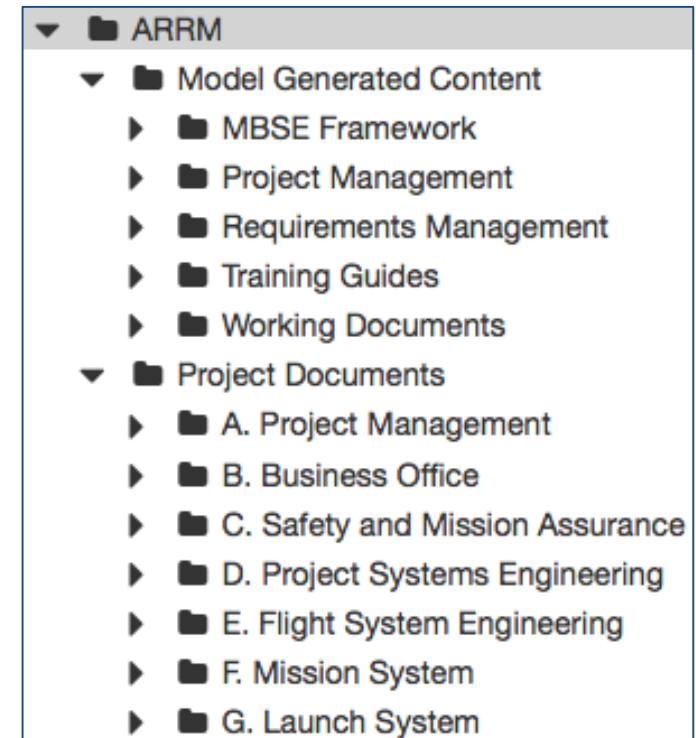 ARRM
Model Generated Content
MBSE Framework
Project Management
Requirements Management
Training Guides
Working Documents
Project Documents
A. Project Management
B. Business Office
C. Safety and Mission Assurance
D. Project Systems Engineering
E. Flight System Engineering
F. Mission System
G. Launch System